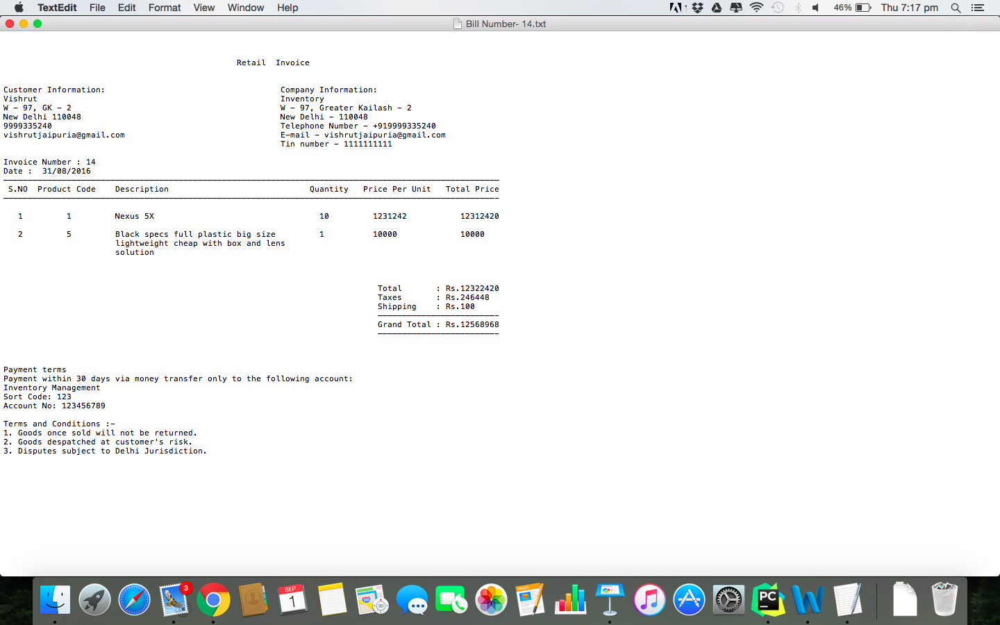 TextEdit File Edit Format View Window Help 46% Thu 7:17 pm
Bill Number- 14.txt
Retail Invoice
Customer Information:
Vishrut
W - 97, GK - 2
New Delhi 110048
9999335240
vishrutjaipuria@gmail.com
Company Information:
Inventory
W - 97, Greater Kailash - 2
New Delhi - 110048
Telephone Number - +919999335240
E-mail - vishrutjaipuria@gmail.com
Tin number - 1111111111
Invoice Number : 14
Date : 31/08/2016
S.NO Product Code Description Quantity Price Per Unit Total Price
1 1 Nexus 5X 10 1231242 12312420
2 5 Black specs full plastic big size 1 10000 10000
lightweight cheap with box and lens
solution
Total : Rs.12322420
Taxes : Rs.246448
Shipping : Rs.100
Grand Total : Rs.12568968
Payment terms
Payment within 30 days via money transfer only to the following account:
Inventory Management
Sort Code: 123
Account No: 123456789
Terms and Conditions :-
1. Goods once sold will not be returned.
2. Goods despatched at customer's risk.
3. Disputes subject to Delhi Jurisdiction.
3
SEP
1
3D
PAGES
PC